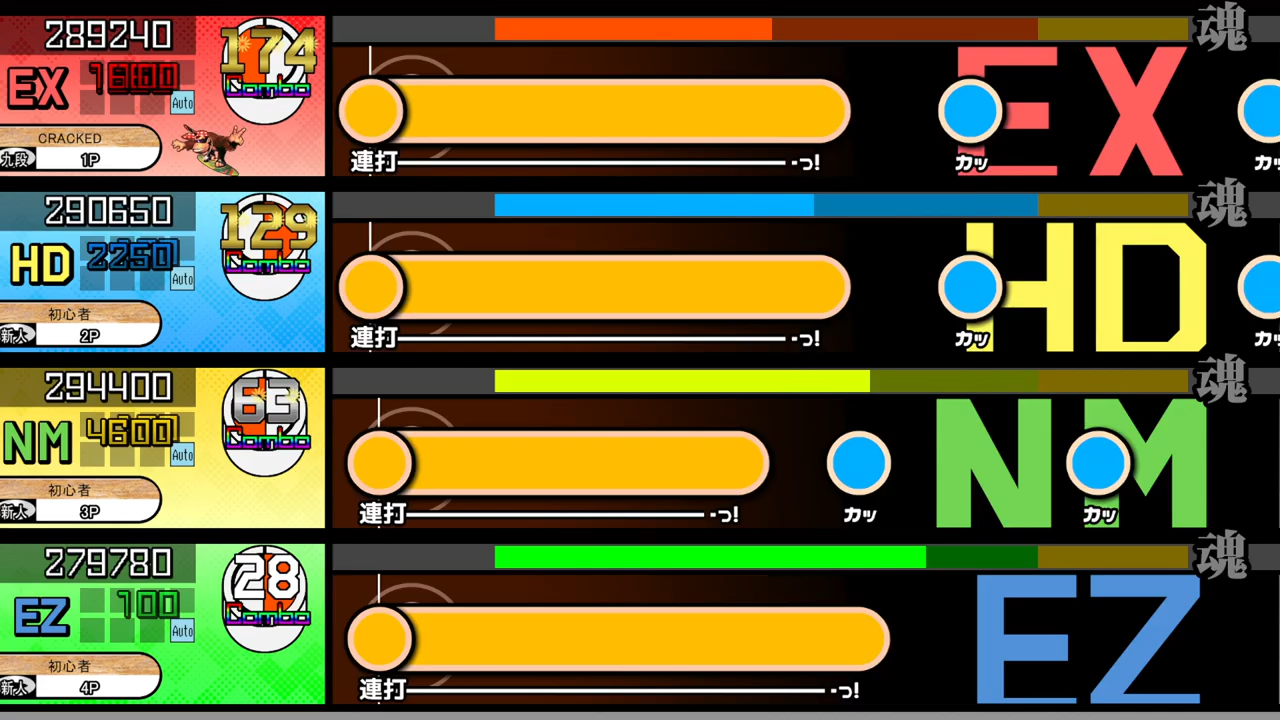 289240
174
魂
EX
1600
Combo
Auto
EX
CRACKED
九段
1P
連打 っ!
カッ
カッ
290650
129
魂
HD
2250
Combo
Auto
HD
初心者
新人
2P
連打 っ!
カッ
カッ
294400
63
魂
NM
4600
Combo
Auto
NM
初心者
新人
3P
連打 っ!
カッ
カッ
279780
28
魂
EZ
100
Combo
Auto
EZ
初心者
新人
4P
連打 っ!